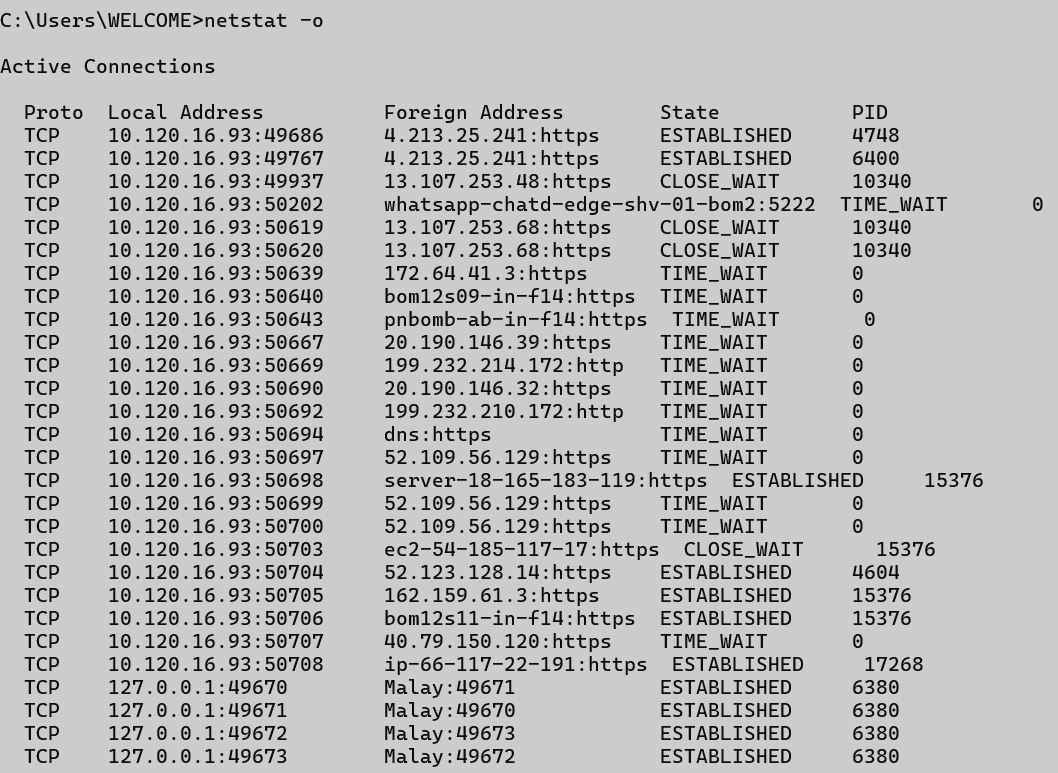 C:\Users\WELCOME>netstat -o
Active Connections
Proto  Local Address          Foreign Address        State           PID
TCP    10.120.16.93:49686     4.213.25.241:https     ESTABLISHED     4748
TCP    10.120.16.93:49767     4.213.25.241:https     ESTABLISHED     6400
TCP    10.120.16.93:49937     13.107.253.48:https    CLOSE_WAIT      10340
TCP    10.120.16.93:50202     whatsapp-chatd-edge-shv-01-bom2:5222  TIME_WAIT       0
TCP    10.120.16.93:50619     13.107.253.68:https    CLOSE_WAIT      10340
TCP    10.120.16.93:50620     13.107.253.68:https    CLOSE_WAIT      10340
TCP    10.120.16.93:50639     172.64.41.3:https      TIME_WAIT       0
TCP    10.120.16.93:50640     bom12s09-in-f14:https  TIME_WAIT       0
TCP    10.120.16.93:50643     pnbomb-ab-in-f14:https  TIME_WAIT       0
TCP    10.120.16.93:50667     20.190.146.39:https    TIME_WAIT       0
TCP    10.120.16.93:50669     199.232.214.172:http   TIME_WAIT       0
TCP    10.120.16.93:50690     20.190.146.32:https    TIME_WAIT       0
TCP    10.120.16.93:50692     199.232.210.172:http   TIME_WAIT       0
TCP    10.120.16.93:50694     dns:https              TIME_WAIT       0
TCP    10.120.16.93:50697     52.109.56.129:https    TIME_WAIT       0
TCP    10.120.16.93:50698     server-18-165-183-119:https  ESTABLISHED     15376
TCP    10.120.16.93:50699     52.109.56.129:https    TIME_WAIT       0
TCP    10.120.16.93:50700     52.109.56.129:https    TIME_WAIT       0
TCP    10.120.16.93:50703     ec2-54-185-117-17:https  CLOSE_WAIT      15376
TCP    10.120.16.93:50704     52.123.128.14:https    ESTABLISHED     4604
TCP    10.120.16.93:50705     162.159.61.3:https     ESTABLISHED     15376
TCP    10.120.16.93:50706     bom12s11-in-f14:https  ESTABLISHED     15376
TCP    10.120.16.93:50707     40.79.150.120:https    TIME_WAIT       0
TCP    10.120.16.93:50708     ip-66-117-22-191:https  ESTABLISHED     17268
TCP    127.0.0.1:49670        Malay:49671            ESTABLISHED     6380
TCP    127.0.0.1:49671        Malay:49670            ESTABLISHED     6380
TCP    127.0.0.1:49672        Malay:49673            ESTABLISHED     6380
TCP    127.0.0.1:49673        Malay:49672            ESTABLISHED     6380